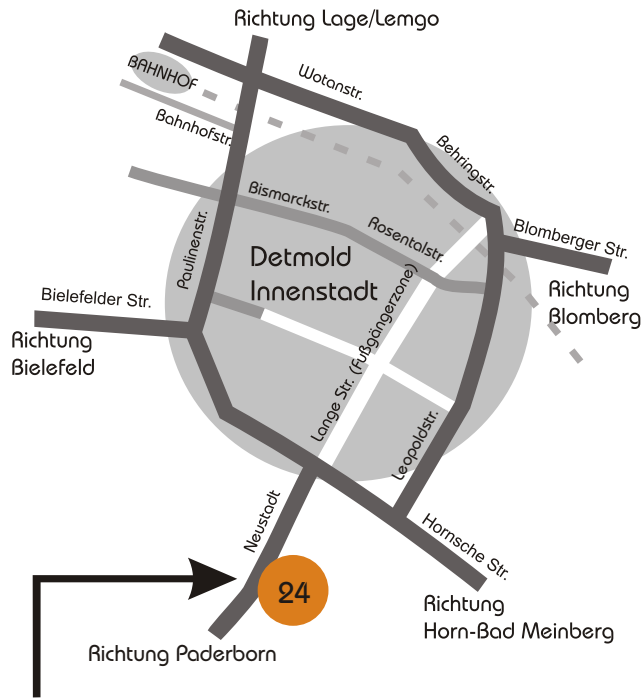 Richtung Lage/Lemgo
BAHNHOF
Wotanstr.
Bahnhofstr.
Behringstr.
Bismarckstr.
Paulinenstr.
Rosentalstr.
Blomberger Str.
Detmold
Innenstadt
Richtung
Blomberg
Bielefelder Str.
Richtung
Bielefeld
Lange Str. (Fußgängerzone)
Leopoldstr.
Neustadt
Hornsche Str.
24
Richtung
Horn-Bad Meinberg
Richtung Paderborn